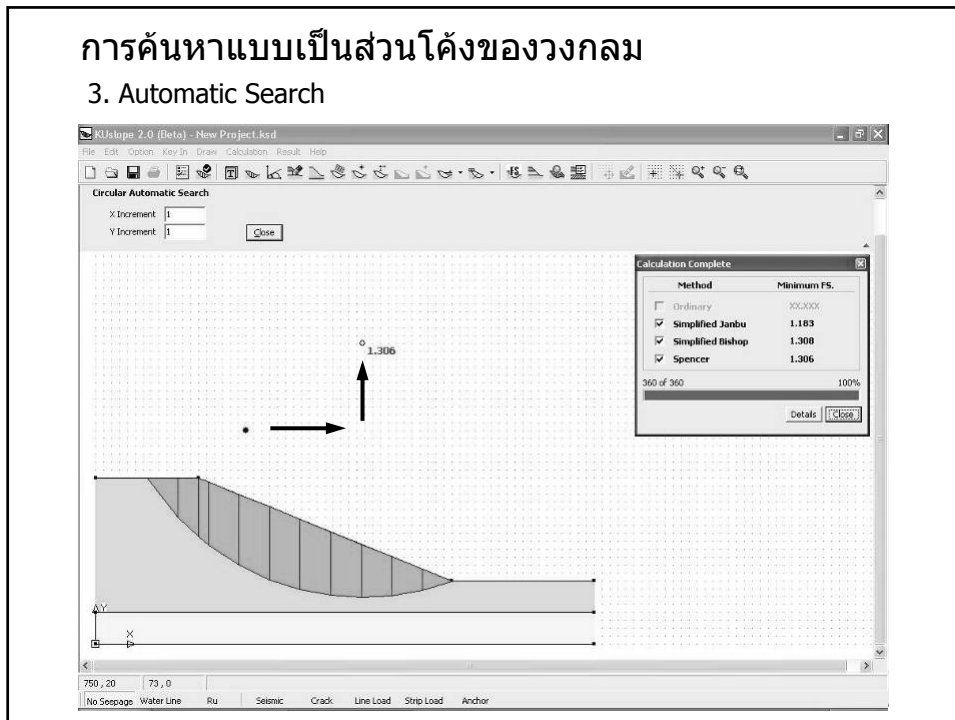 การค้นหาแบบเป็นส่วนโค้งของวงกลม
3. Automatic Search
KUslope 2.0 (Beta) - New Project.ksd
File Edit Option Key In Draw Calculation Result Help
Circular Automatic Search
X Increment 1
Y Increment 1
Close
Calculation Complete
Method Minimum FS.
Ordinary XX.XXX
Simplified Janbu 1.183
Simplified Bishop 1.308
Spencer 1.306
360 of 360 100%
Details Close
1.306
Y
X
750 , 20 73 , 0
No Seepage Water Line Ru Seismic Crack Line Load Strip Load Anchor